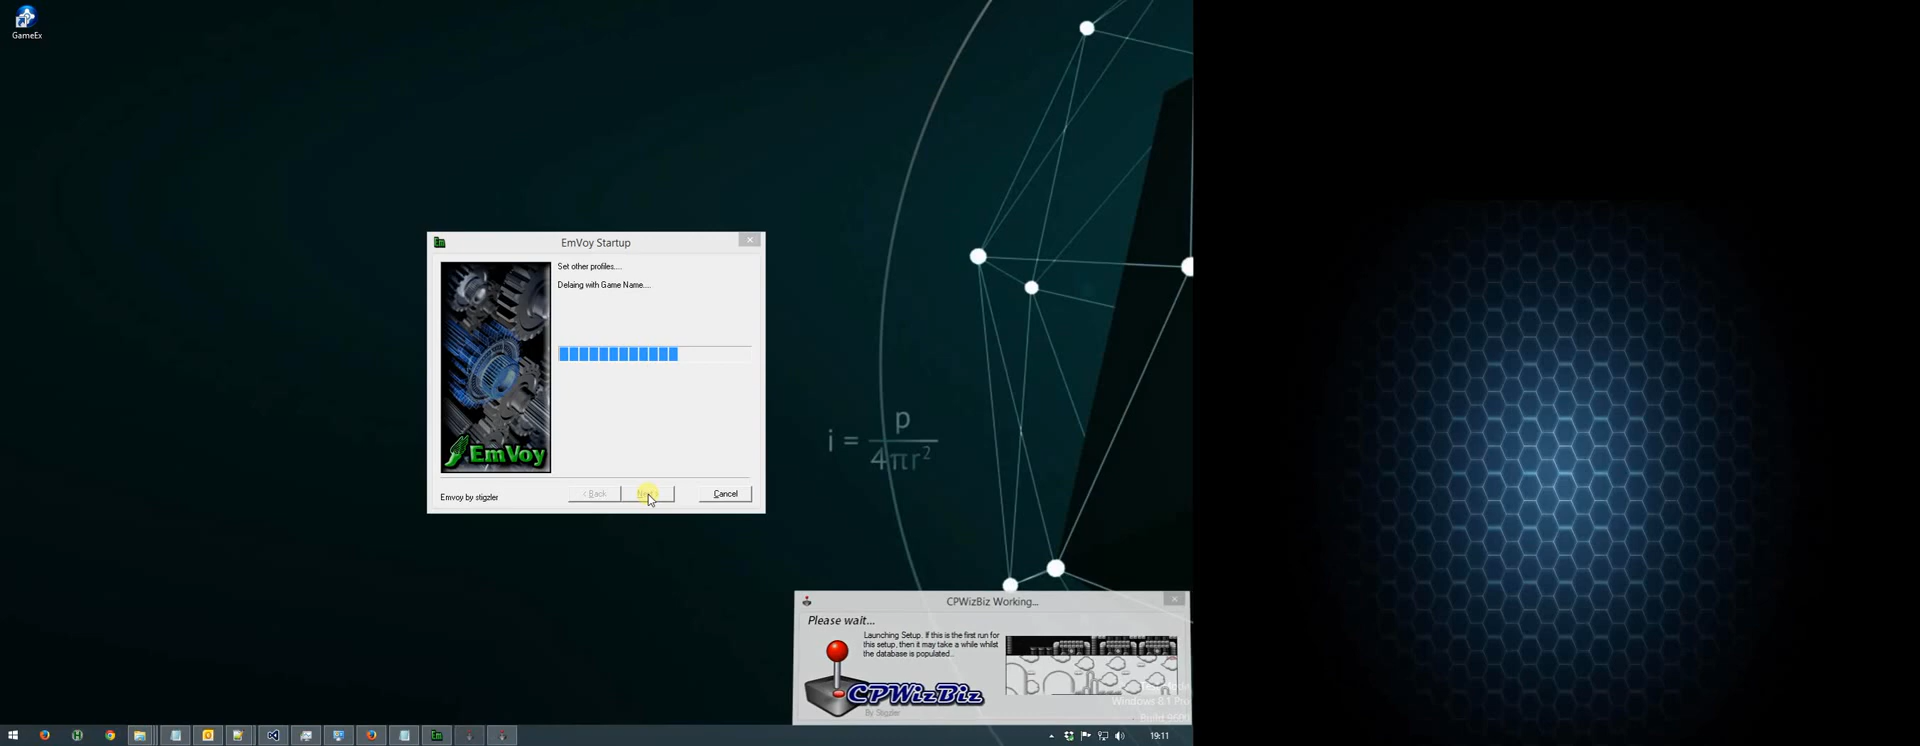 GameEx
EmVoy Startup
Set other profiles....
Delaing with Game Name....
EmVoy
Emvoy by stigzler
< Back
Cancel
i = p / 4πr²
CPWizBiz Working...
Please wait...
Launching Setup. If this is the first run for
this setup, then it may take a while whilst
the database is populated..
CPWizBiz
By Stigzler
Windows 8.1 Pro
Build 9600
19:11